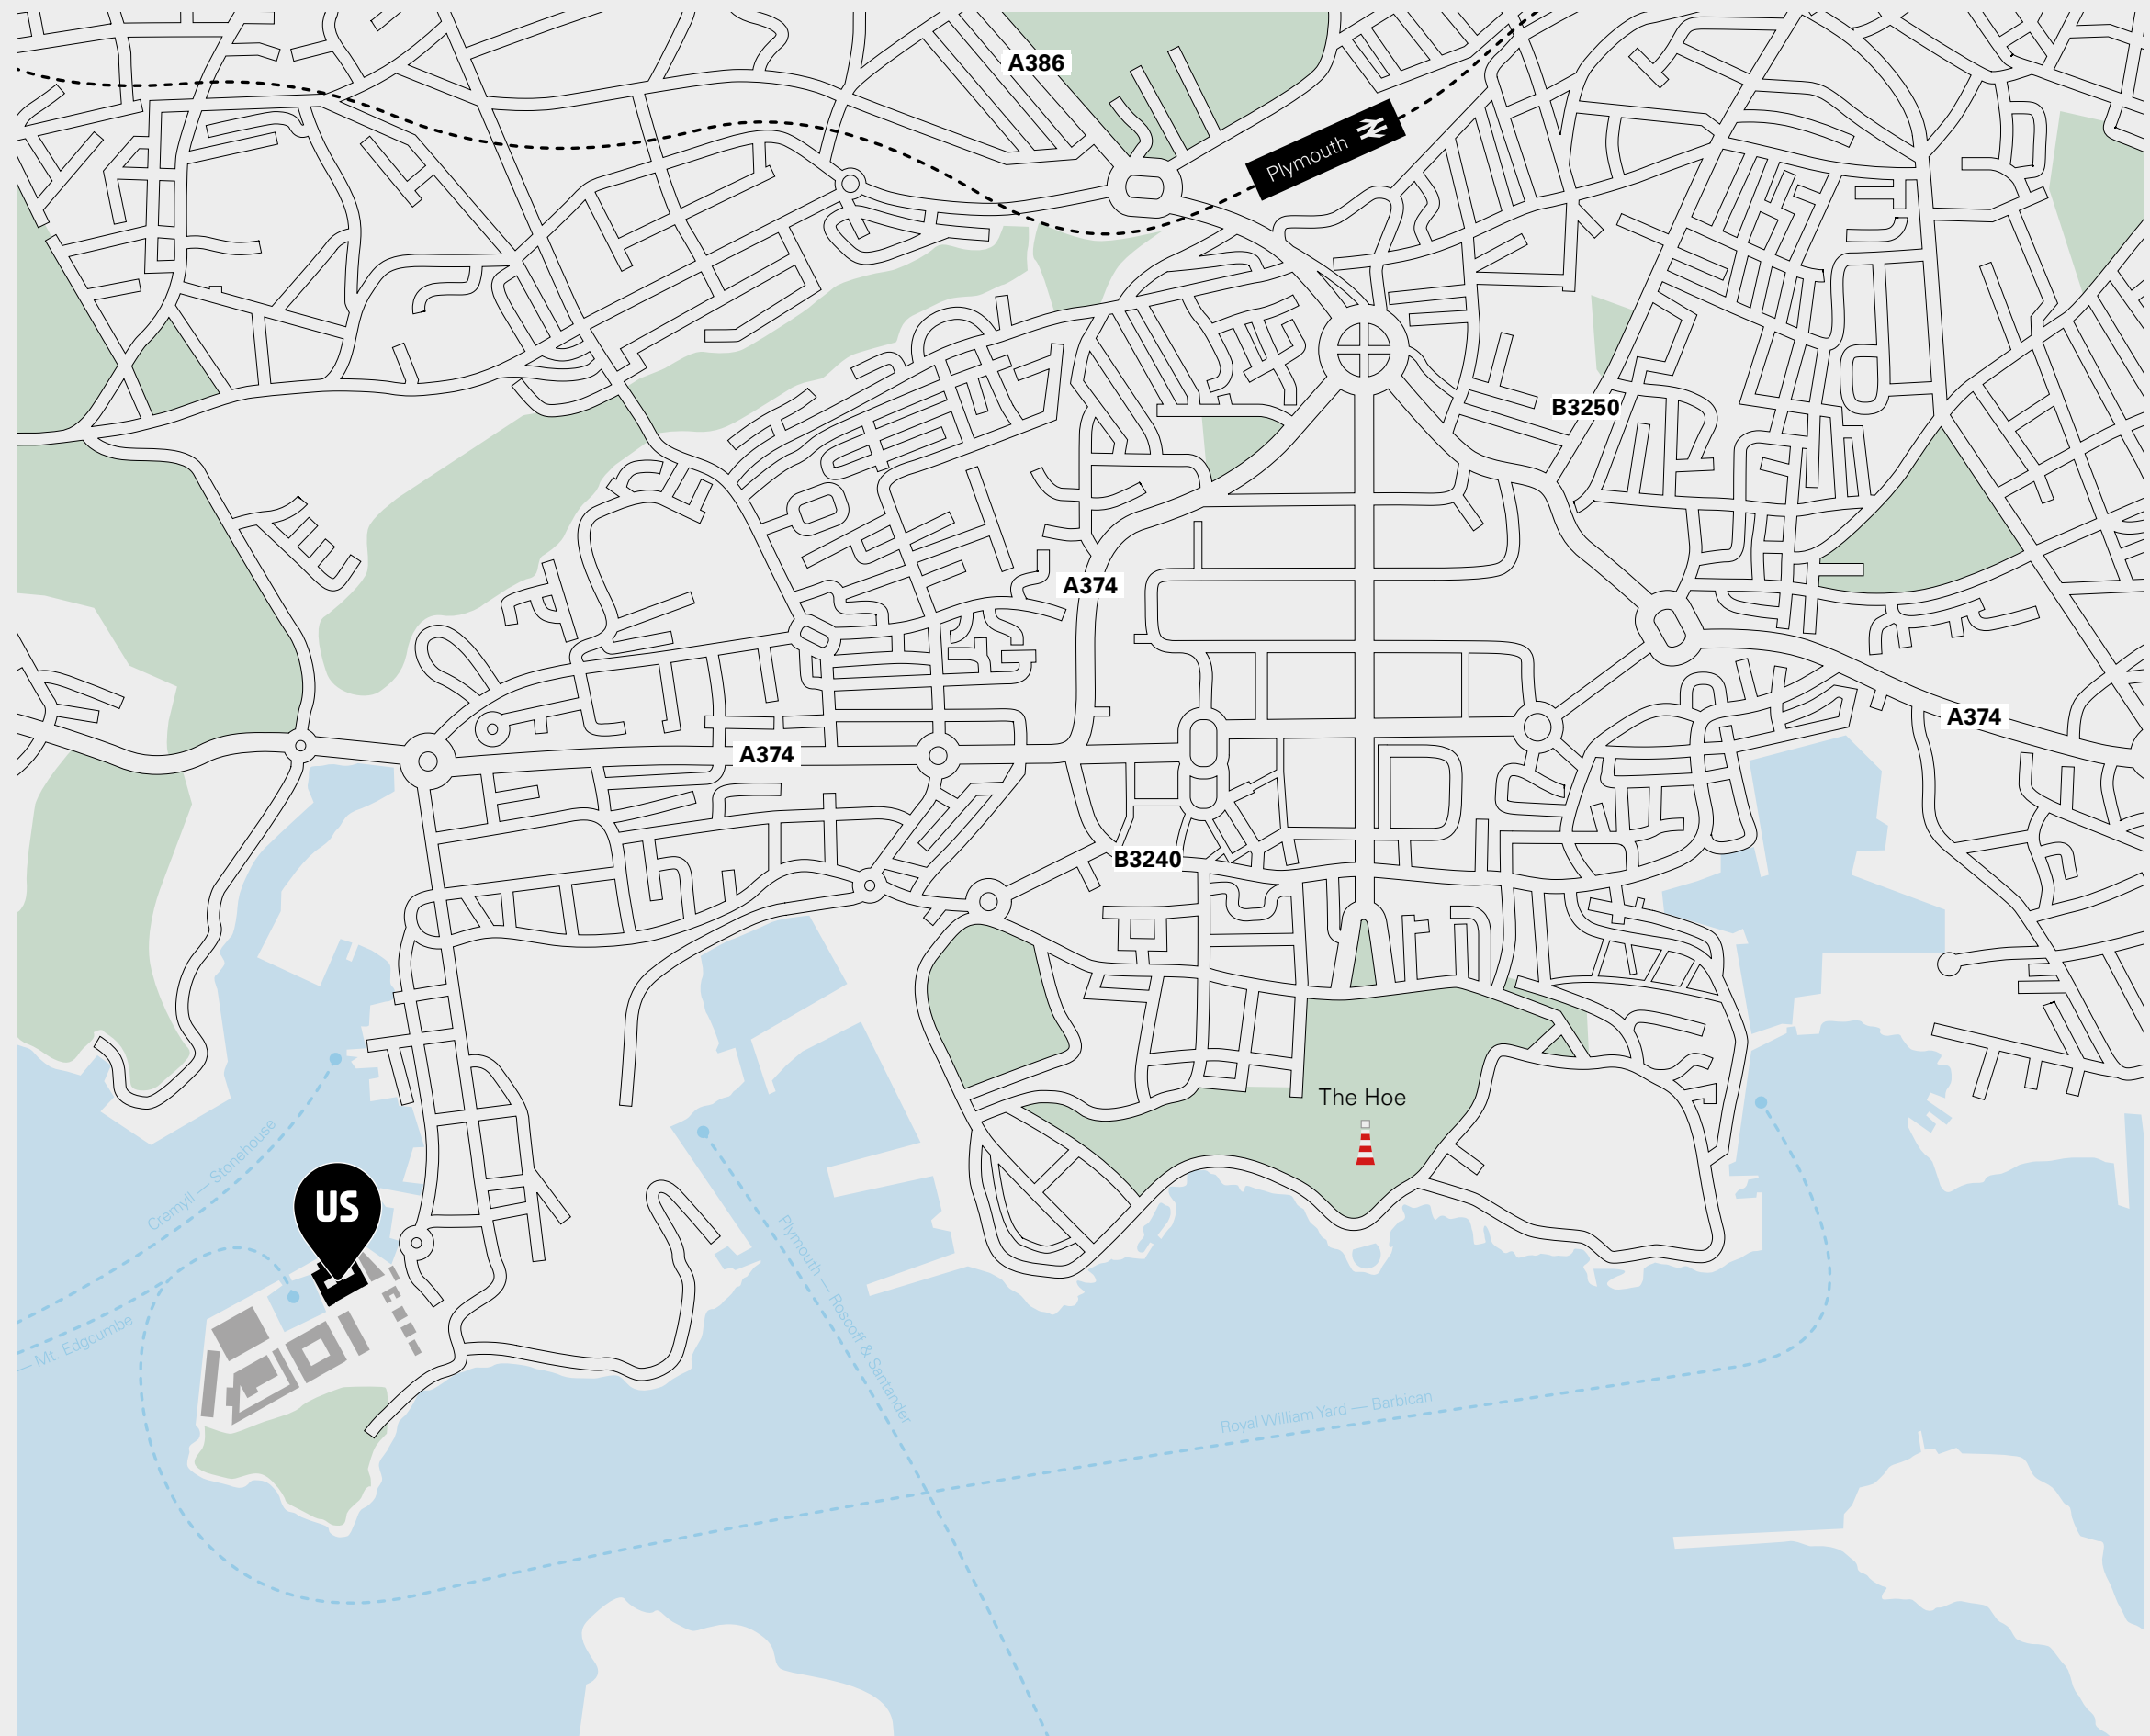 A386
Plymouth
B3250
A374
A374
A374
B3240
The Hoe
Cremyll — Stonehouse
US
— Mt. Edgcumbe
Plymouth — Roscoff & Santander
Royal William Yard — Barbican